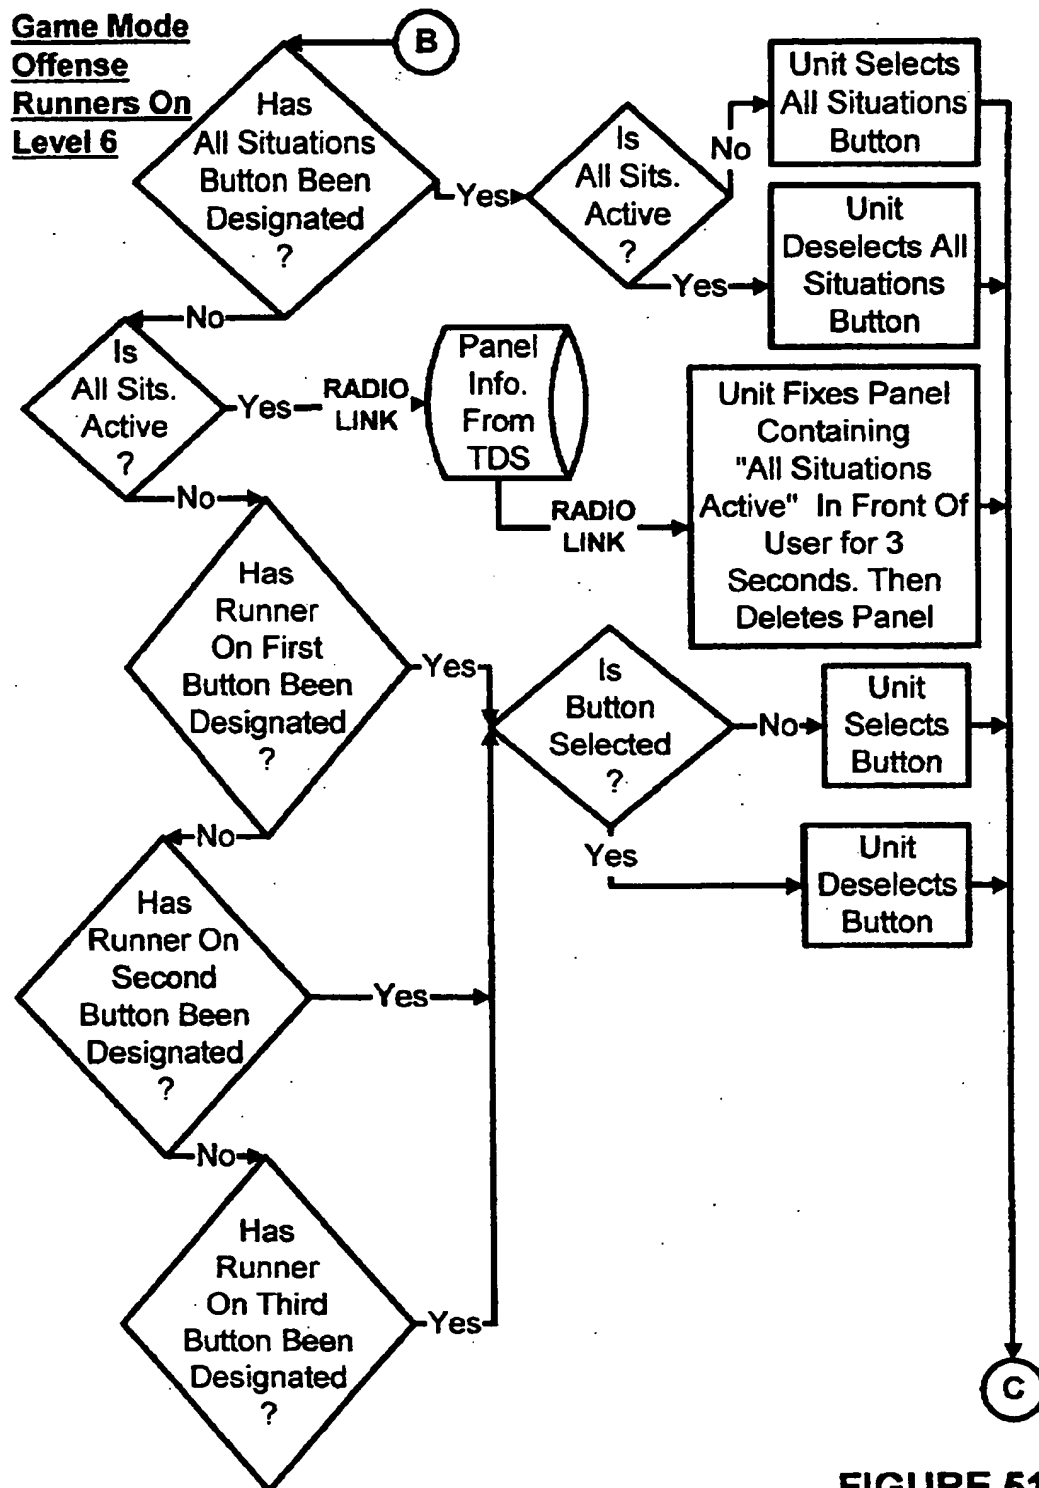 Game Mode
Offense
Runners On
Level 6
B
Has
All Situations
Button Been
Designated
?
Yes
Is
All Sits.
Active
?
No
Unit Selects
All Situations
Button
Yes
Unit
Deselects All
Situations
Button
No
Is
All Sits.
Active
?
Yes
RADIO
LINK
Panel
Info.
From
TDS
RADIO
LINK
Unit Fixes Panel
Containing
"All Situations
Active" In Front Of
User for 3
Seconds. Then
Deletes Panel
No
Has
Runner
On First
Button Been
Designated
?
Yes
Is
Button
Selected
?
No
Unit
Selects
Button
Yes
Unit
Deselects
Button
No
Has
Runner On
Second
Button Been
Designated
?
Yes
No
Has
Runner
On Third
Button Been
Designated
?
Yes
C
FIGURE 51